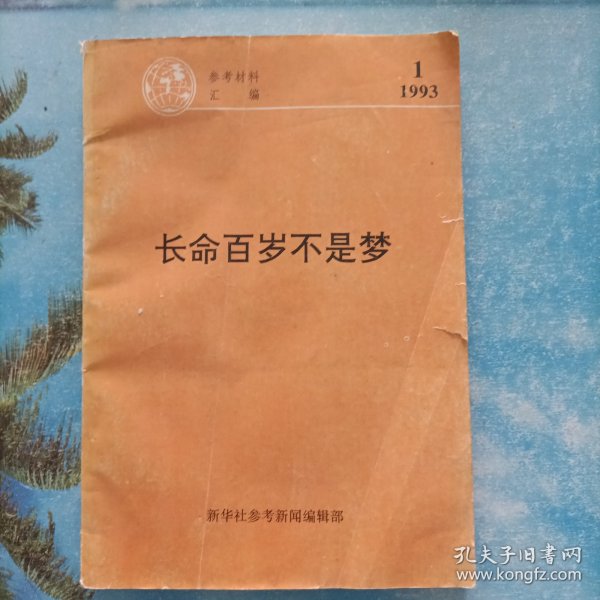 参考材料
汇编
1
1993
长命百岁不是梦
新华社参考新闻编辑部
孔夫子旧书网
www.kongfz.com